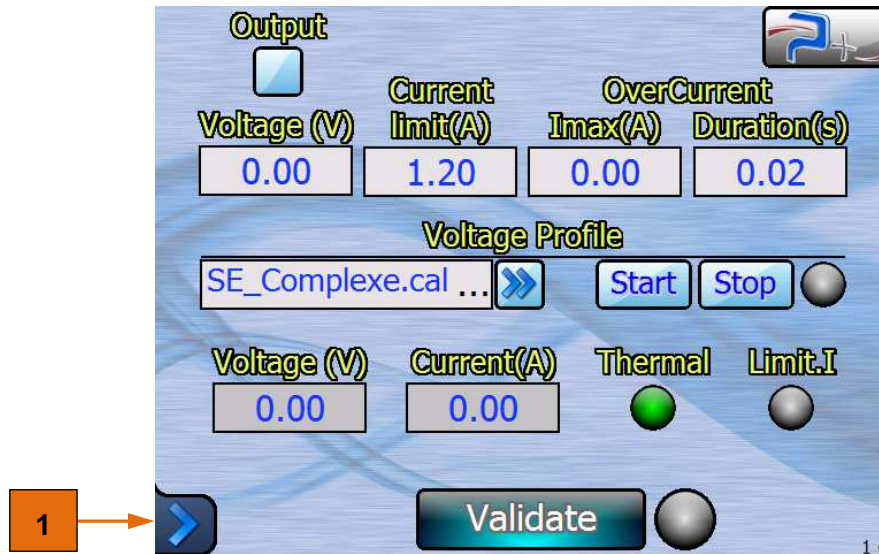 Output
Current OverCurrent
Voltage (V) limit(A) Imax(A) Duration(s)
0.00 1.20 0.00 0.02
Voltage Profile
SE_Complexe.cal ... Start Stop
Voltage (V) Current(A) Thermal Limit.I
0.00 0.00
1 Validate